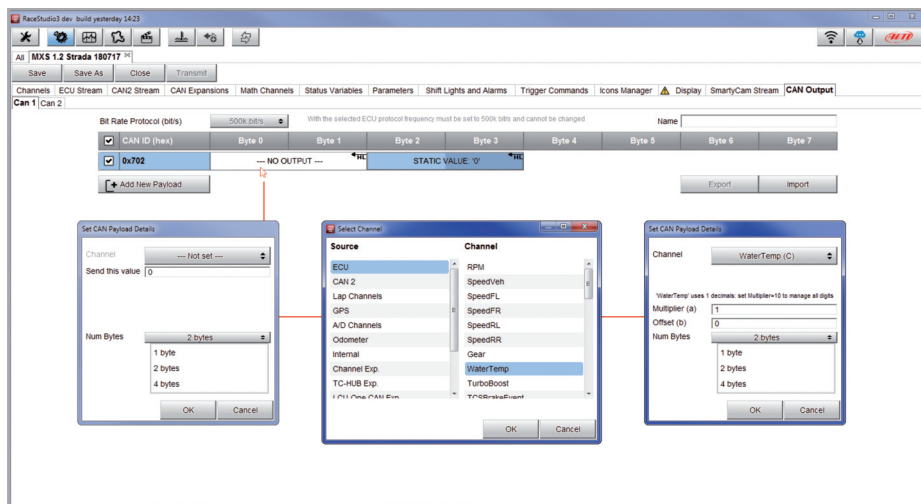 RaceStudio3 dev build yesterday 14:23
All MXS 1.2 Strada 180717
Save Save As Close Transmit
Channels ECU Stream CAN2 Stream CAN Expansions Math Channels Status Variables Parameters Shift Lights and Alarms Trigger Commands Icons Manager Display SmartyCam Stream CAN Output
Can 1 Can 2
Bit Rate Protocol (bit/s) 500k bit/s With the selected ECU protocol frequency must be set to 500k bit/s and cannot be changed Name
CAN ID (hex) Byte 0 Byte 1 Byte 2 Byte 3 Byte 4 Byte 5 Byte 6 Byte 7
0x702 --- NO OUTPUT --- HL STATIC VALUE: '0' HL
Add New Payload Export Import
Set CAN Payload Details
Channel --- Not set ---
Send this value 0
Num Bytes 2 bytes
1 byte
2 bytes
4 bytes
OK Cancel
Select Channel
Source Channel
ECU RPM
CAN 2 SpeedVeh
Lap Channels SpeedFL
GPS SpeedFR
A/D Channels SpeedRL
Odometer SpeedRR
Internal Gear
Channel Exp. WaterTemp
TC-HUB Exp. TurboBoost
LCU One CAN Exp TCSBrakeEvent
OK Cancel
Set CAN Payload Details
Channel WaterTemp (C)
'WaterTemp' uses 1 decimals: set Multiplier=10 to manage all digits
Multiplier (a) 1
Offset (b) 0
Num Bytes 2 bytes
1 byte
2 bytes
4 bytes
OK Cancel